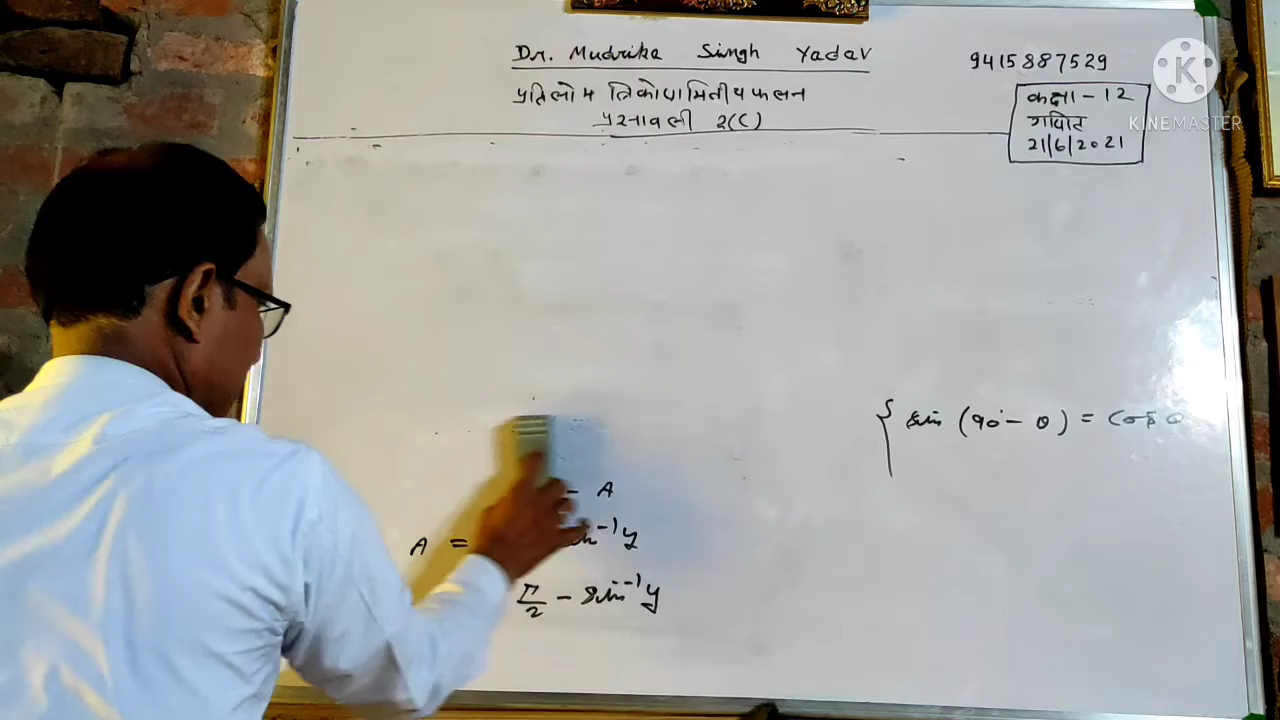 Dr. Mudrika Singh Yadav
9415887529
प्रतिलोम त्रिकोणमितीय फलन
प्रश्नावली 2(C)
कक्षा - 12
गणित
21/6/2021
K
KINEMASTER
{ sin (90° - θ) = cos θ
- A
A =
sin⁻¹y
π/2 - sin⁻¹y